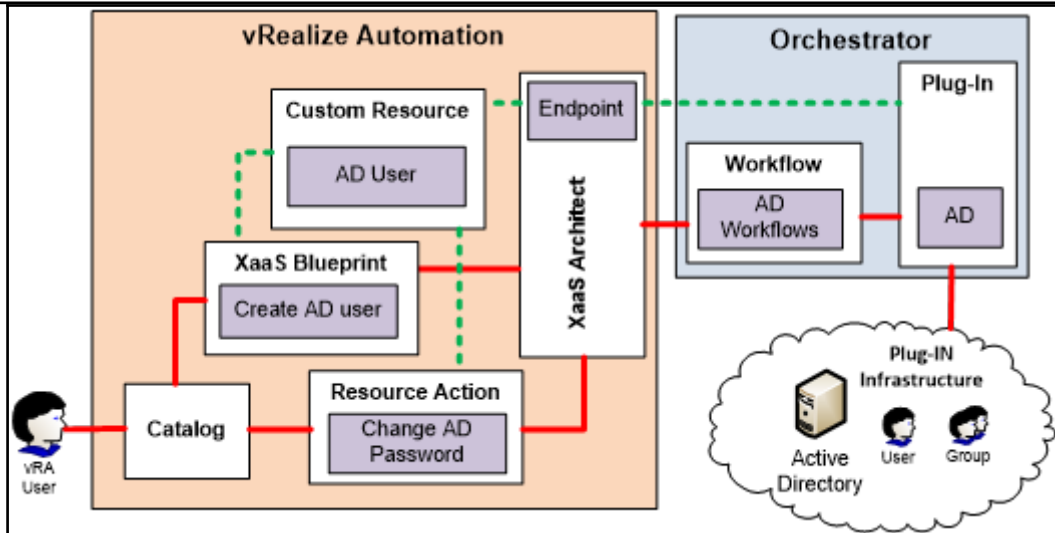 vRealize Automation
Orchestrator
Custom Resource
AD User
Endpoint
XaaS Architect
Plug-In
AD
Workflow
AD
Workflows
XaaS Blueprint
Create AD user
Catalog
Resource Action
Change AD
Password
vRA
User
Plug-IN
Infrastructure
Active
Directory
User
Group